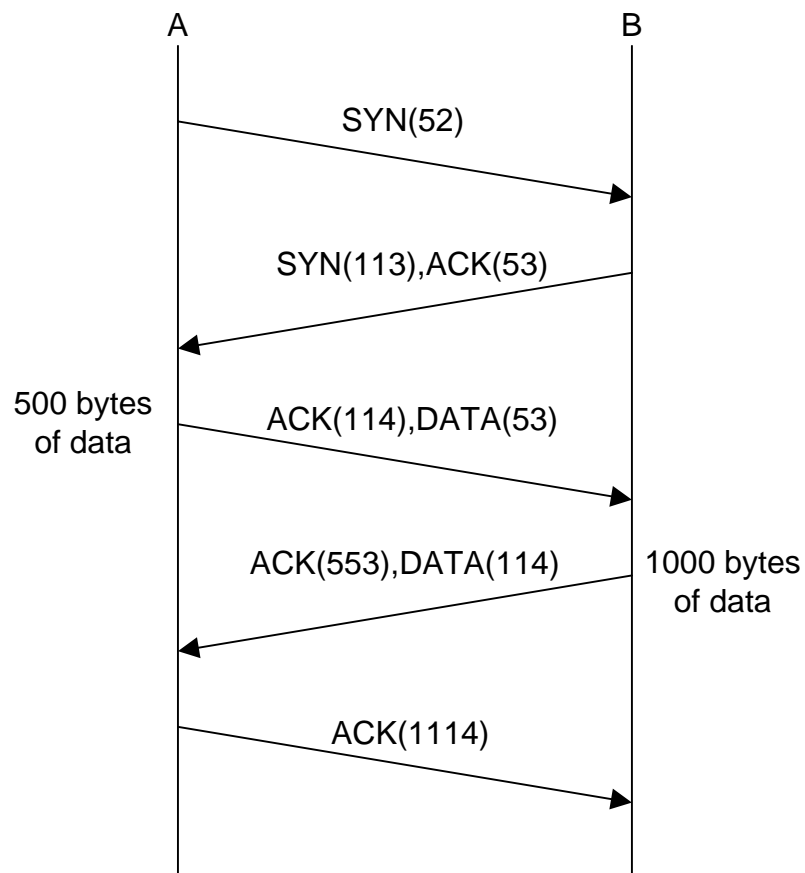 A
B
SYN(52)
SYN(113),ACK(53)
500 bytes
of data
ACK(114),DATA(53)
ACK(553),DATA(114)
1000 bytes
of data
ACK(1114)